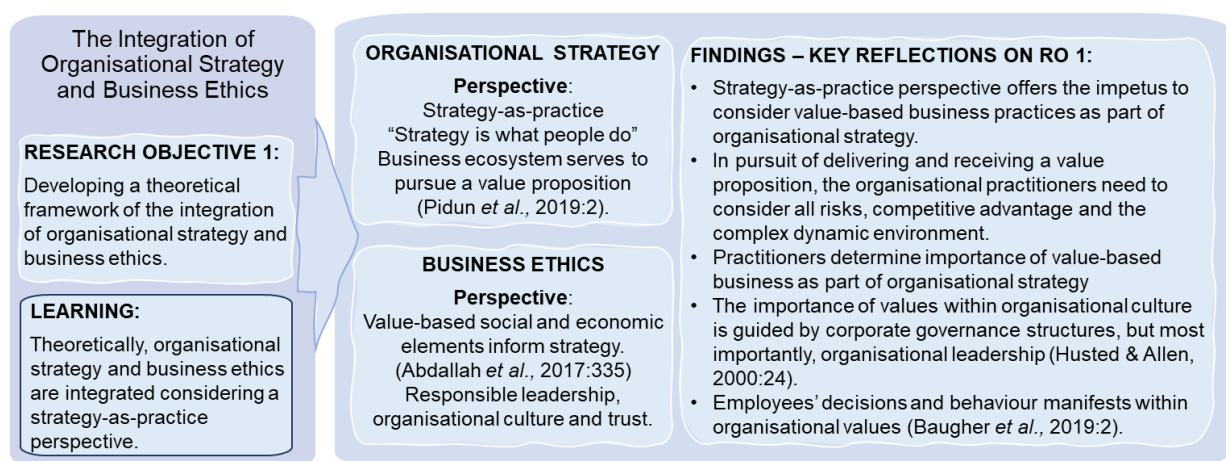 The Integration of
Organisational Strategy
and Business Ethics
RESEARCH OBJECTIVE 1:
Developing a theoretical
framework of the integration
of organisational strategy and
business ethics.
LEARNING:
Theoretically, organisational
strategy and business ethics
are integrated considering a
strategy-as-practice
perspective.
ORGANISATIONAL STRATEGY
Perspective:
Strategy-as-practice
“Strategy is what people do”
Business ecosystem serves to
pursue a value proposition
(Pidun et al., 2019:2).
BUSINESS ETHICS
Perspective:
Value-based social and economic
elements inform strategy.
(Abdallah et al., 2017:335)
Responsible leadership,
organisational culture and trust.
FINDINGS – KEY REFLECTIONS ON RO 1:
• Strategy-as-practice perspective offers the impetus to
consider value-based business practices as part of
organisational strategy.
• In pursuit of delivering and receiving a value
proposition, the organisational practitioners need to
consider all risks, competitive advantage and the
complex dynamic environment.
• Practitioners determine importance of value-based
business as part of organisational strategy
• The importance of values within organisational culture
is guided by corporate governance structures, but most
importantly, organisational leadership (Husted & Allen,
2000:24).
• Employees’ decisions and behaviour manifests within
organisational values (Baugher et al., 2019:2).